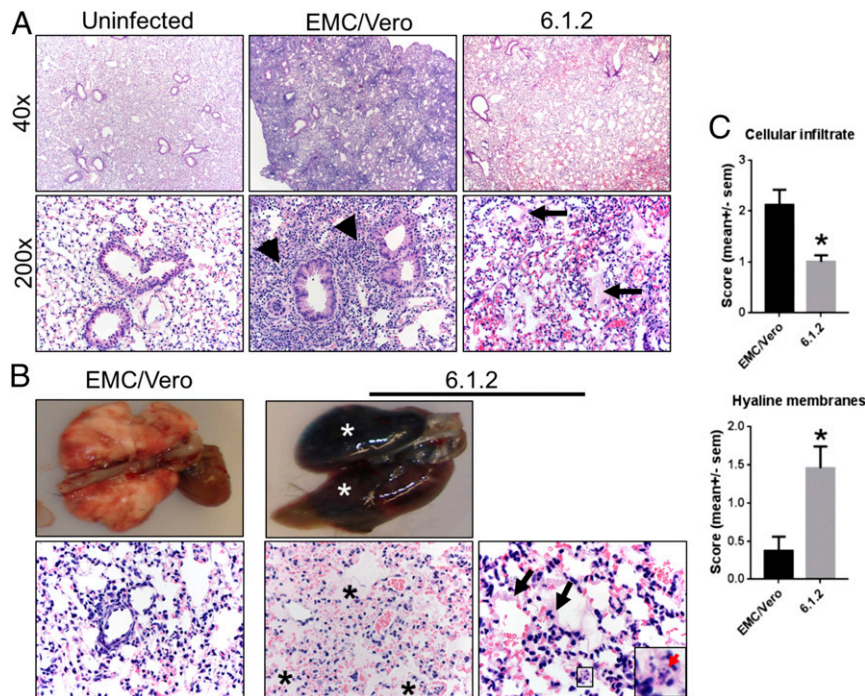 A
Uninfected EMC/Vero 6.1.2
40x
200x
B
EMC/Vero 6.1.2
* *
* * *
C
Cellular infiltrate
Score (mean+/- sem)
3
2
1
0
*
EMC/Vero 6.1.2
Hyaline membranes
Score (mean+/- sem)
2.0
1.5
1.0
0.5
0.0
*
EMC/Vero 6.1.2